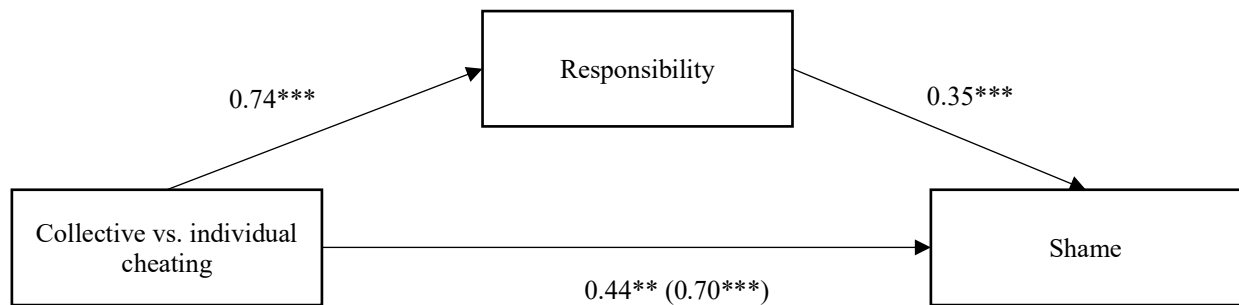 Responsibility
0.74***
0.35***
Collective vs. individual
cheating
Shame
0.44** (0.70***)